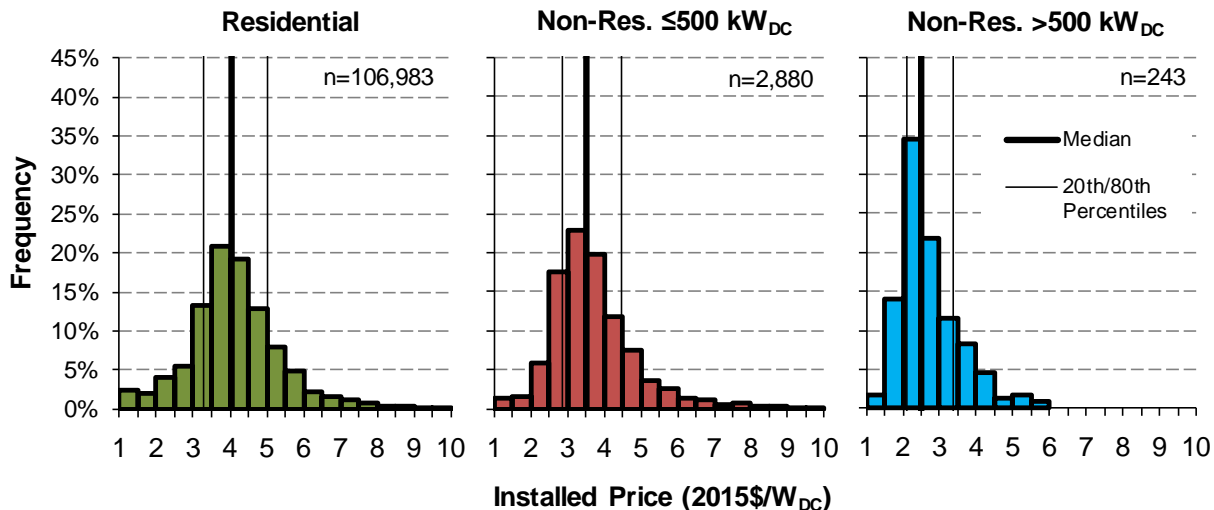 Residential Non-Res. ≤500 kWDC Non-Res. >500 kWDC
45% n=106,983 n=2,880 n=243
40%
35% Median
30%
25% 20th/80th
Percentiles
20%
15%
10%
5%
0%
Frequency
1 2 3 4 5 6 7 8 9 10 1 2 3 4 5 6 7 8 9 10 1 2 3 4 5 6 7 8 9 10
Installed Price (2015$/WDC)